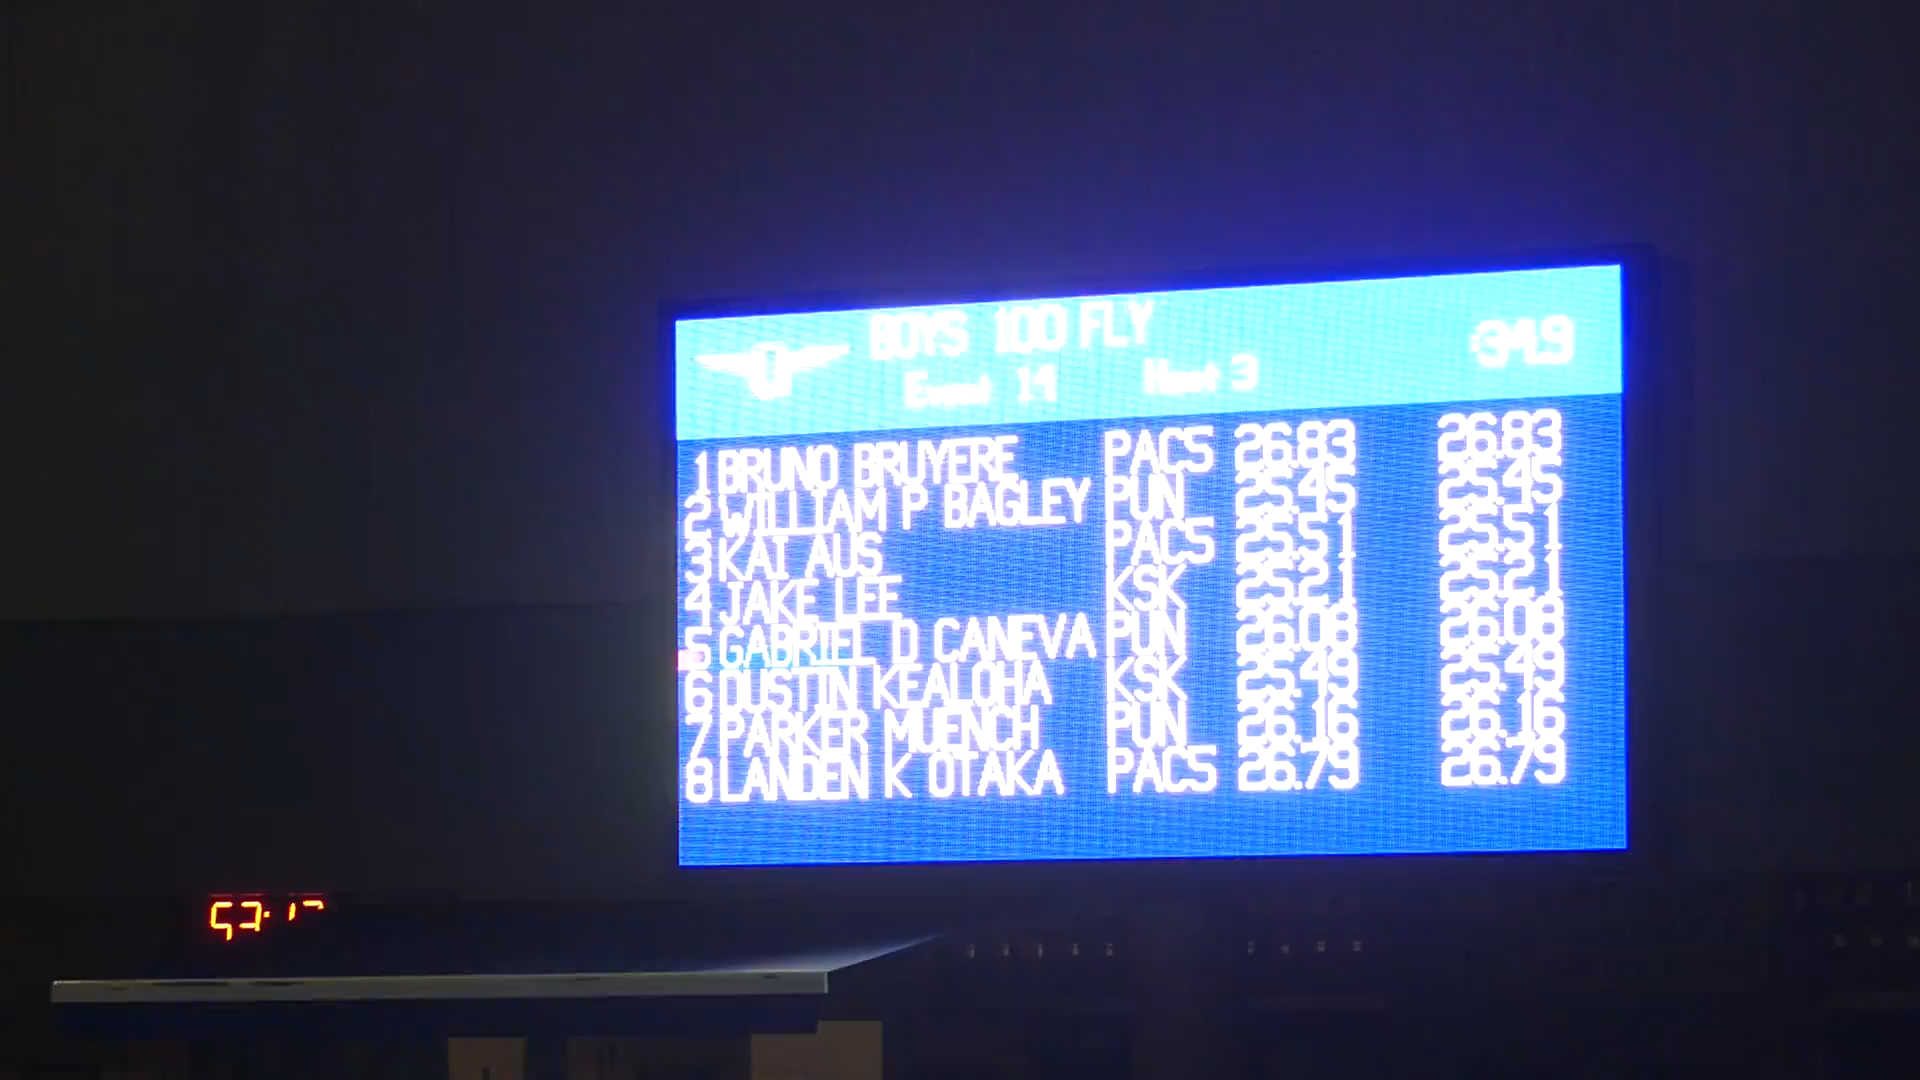 BOYS 100 FLY
Event 14 Heat 3 :34.9
1 BRUNO BRUYERE PACS 26.83 26.83
2 WILLIAM P BAGLEY PUN 25.45 25.45
3 KAI AUS PACS 25.51 25.51
4 JAKE LEE KSK 25.21 25.21
5 GABRIEL D CANEVA PUN 26.08 26.08
6 DUSTIN KEALOHA KSK 25.49 25.49
7 PARKER MUENCH PUN 26.16 26.16
8 LANDEN K OTAKA PACS 26.79 26.79